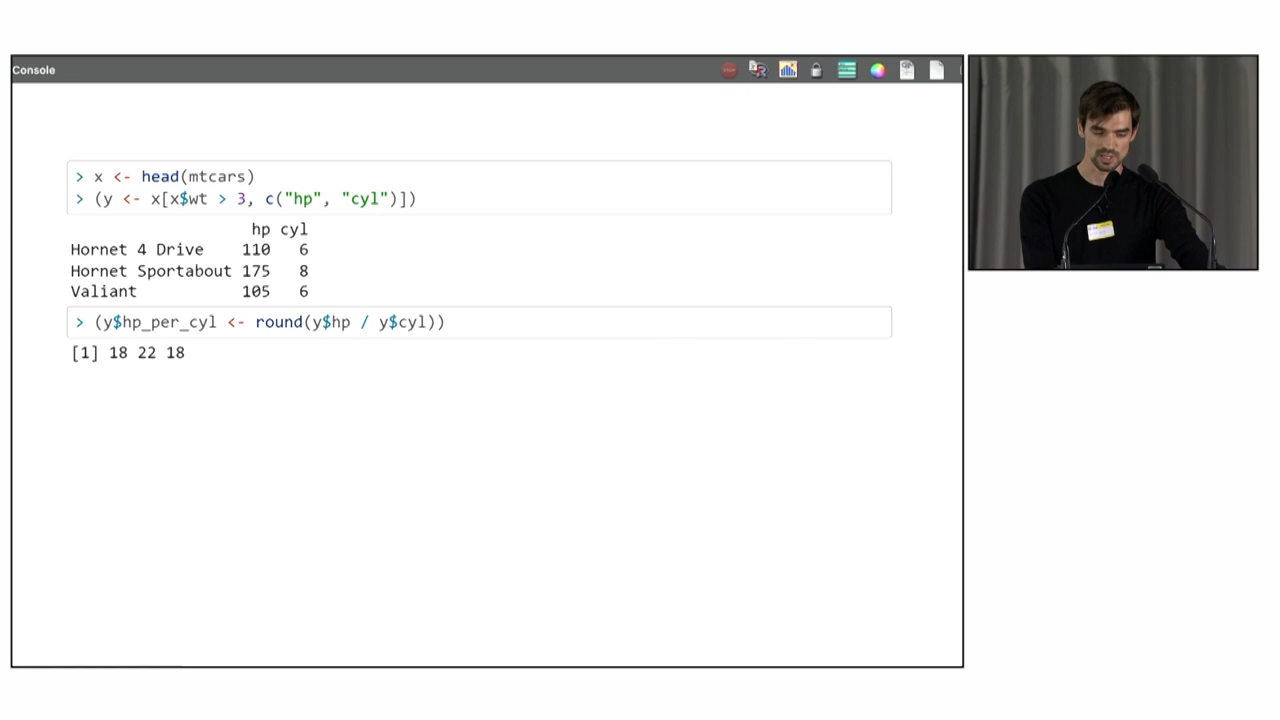 Console
> x <- head(mtcars)
> (y <- x[x$wt > 3, c("hp", "cyl")])
hp cyl
Hornet 4 Drive 110 6
Hornet Sportabout 175 8
Valiant 105 6
> (y$hp_per_cyl <- round(y$hp / y$cyl))
[1] 18 22 18